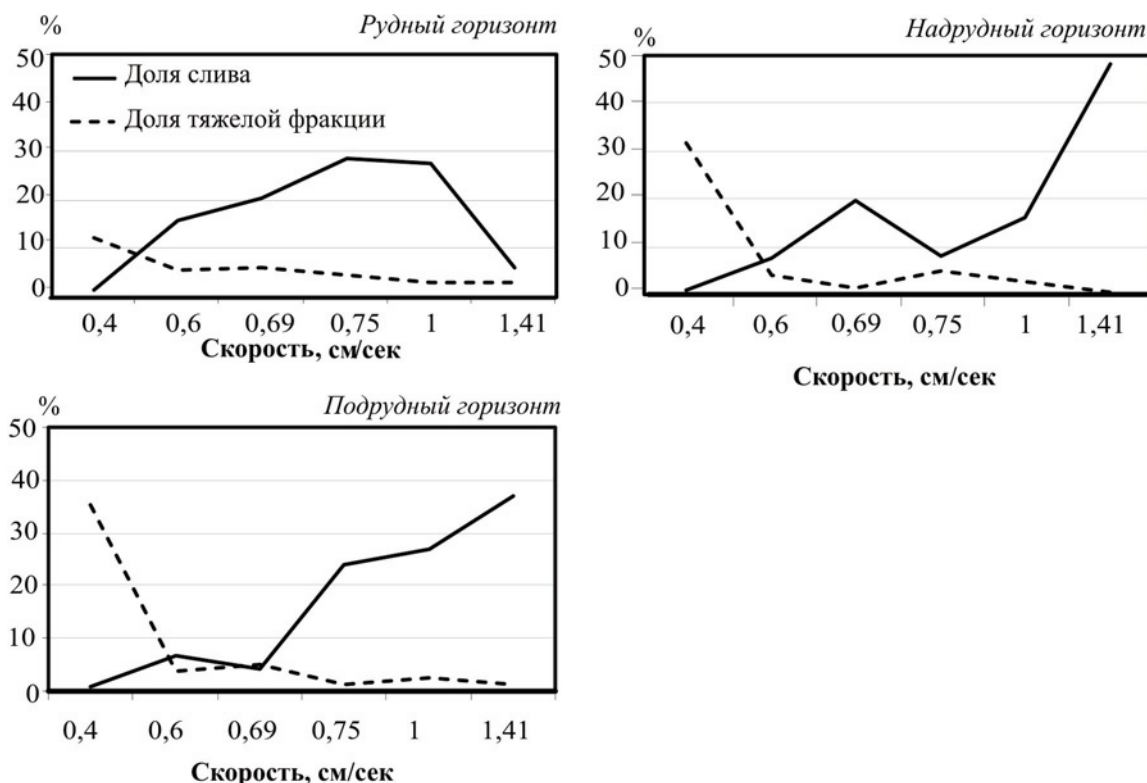 % Рудный горизонт
50
Доля слива
40
Доля тяжелой фракции
30
20
10
0
0,4 0,6 0,69 0,75 1 1,41
Скорость, см/сек
% Надрудный горизонт
50
40
30
20
10
0
0,4 0,6 0,69 0,75 1 1,41
Скорость, см/сек
% Подрудный горизонт
50
40
30
20
10
0
0,4 0,6 0,69 0,75 1 1,41
Скорость, см/сек